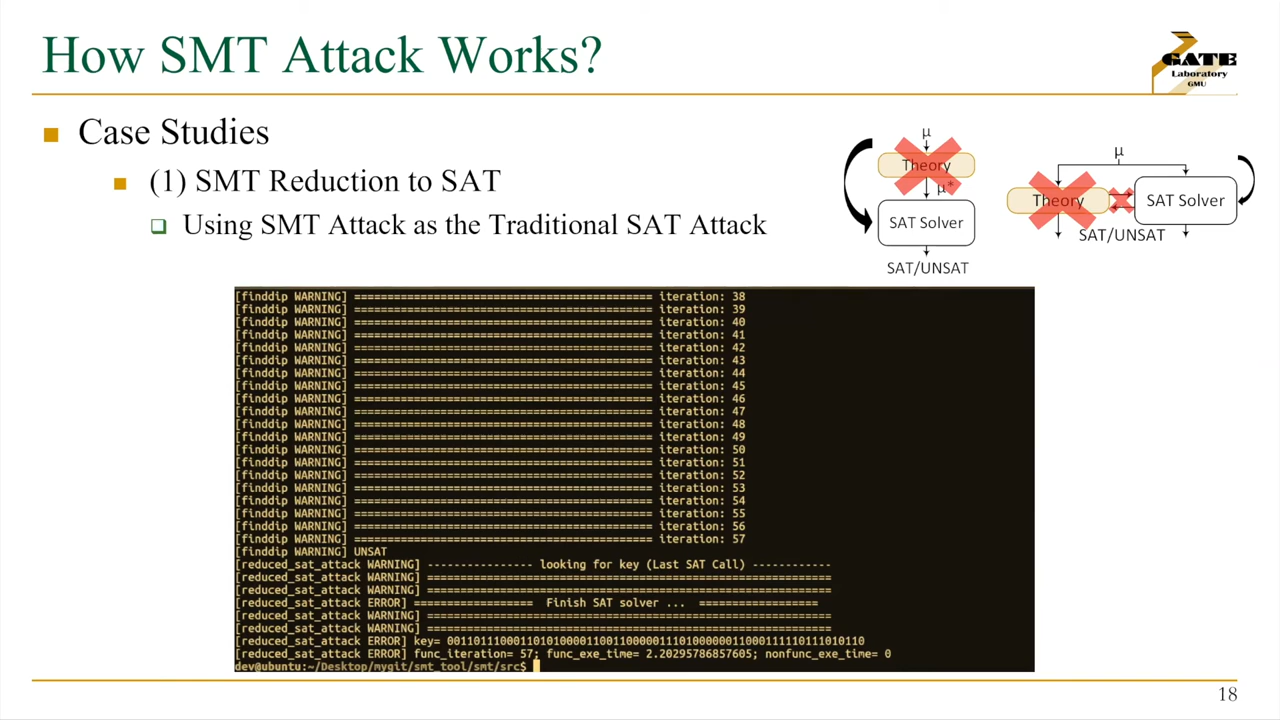 How SMT Attack Works?
GATE
Laboratory
GMU
Case Studies
(1) SMT Reduction to SAT
Using SMT Attack as the Traditional SAT Attack
μ
Theory
μ*
SAT Solver
SAT/UNSAT
μ
Theory
SAT Solver
SAT/UNSAT
[finddip WARNING] ============================================= iteration: 38
[finddip WARNING] ============================================= iteration: 39
[finddip WARNING] ============================================= iteration: 40
[finddip WARNING] ============================================= iteration: 41
[finddip WARNING] ============================================= iteration: 42
[finddip WARNING] ============================================= iteration: 43
[finddip WARNING] ============================================= iteration: 44
[finddip WARNING] ============================================= iteration: 45
[finddip WARNING] ============================================= iteration: 46
[finddip WARNING] ============================================= iteration: 47
[finddip WARNING] ============================================= iteration: 48
[finddip WARNING] ============================================= iteration: 49
[finddip WARNING] ============================================= iteration: 50
[finddip WARNING] ============================================= iteration: 51
[finddip WARNING] ============================================= iteration: 52
[finddip WARNING] ============================================= iteration: 53
[finddip WARNING] ============================================= iteration: 54
[finddip WARNING] ============================================= iteration: 55
[finddip WARNING] ============================================= iteration: 56
[finddip WARNING] ============================================= iteration: 57
[finddip WARNING] UNSAT
[reduced_sat_attack WARNING] ---------------- looking for key (Last SAT Call) ------------
[reduced_sat_attack WARNING] =============================================================
[reduced_sat_attack WARNING] =============================================================
[reduced_sat_attack ERROR] ================== Finish SAT solver ... ==================
[reduced_sat_attack WARNING] =============================================================
[reduced_sat_attack WARNING] =============================================================
[reduced_sat_attack ERROR] key= 001101110001101010000110011000001110100000011000111110111010110
[reduced_sat_attack ERROR] func_iteration= 57; func_exe_time= 2.20295786857605; nonfunc_exe_time= 0
dev@ubuntu:~/Desktop/mygit/smt_tool/smt/src$
18